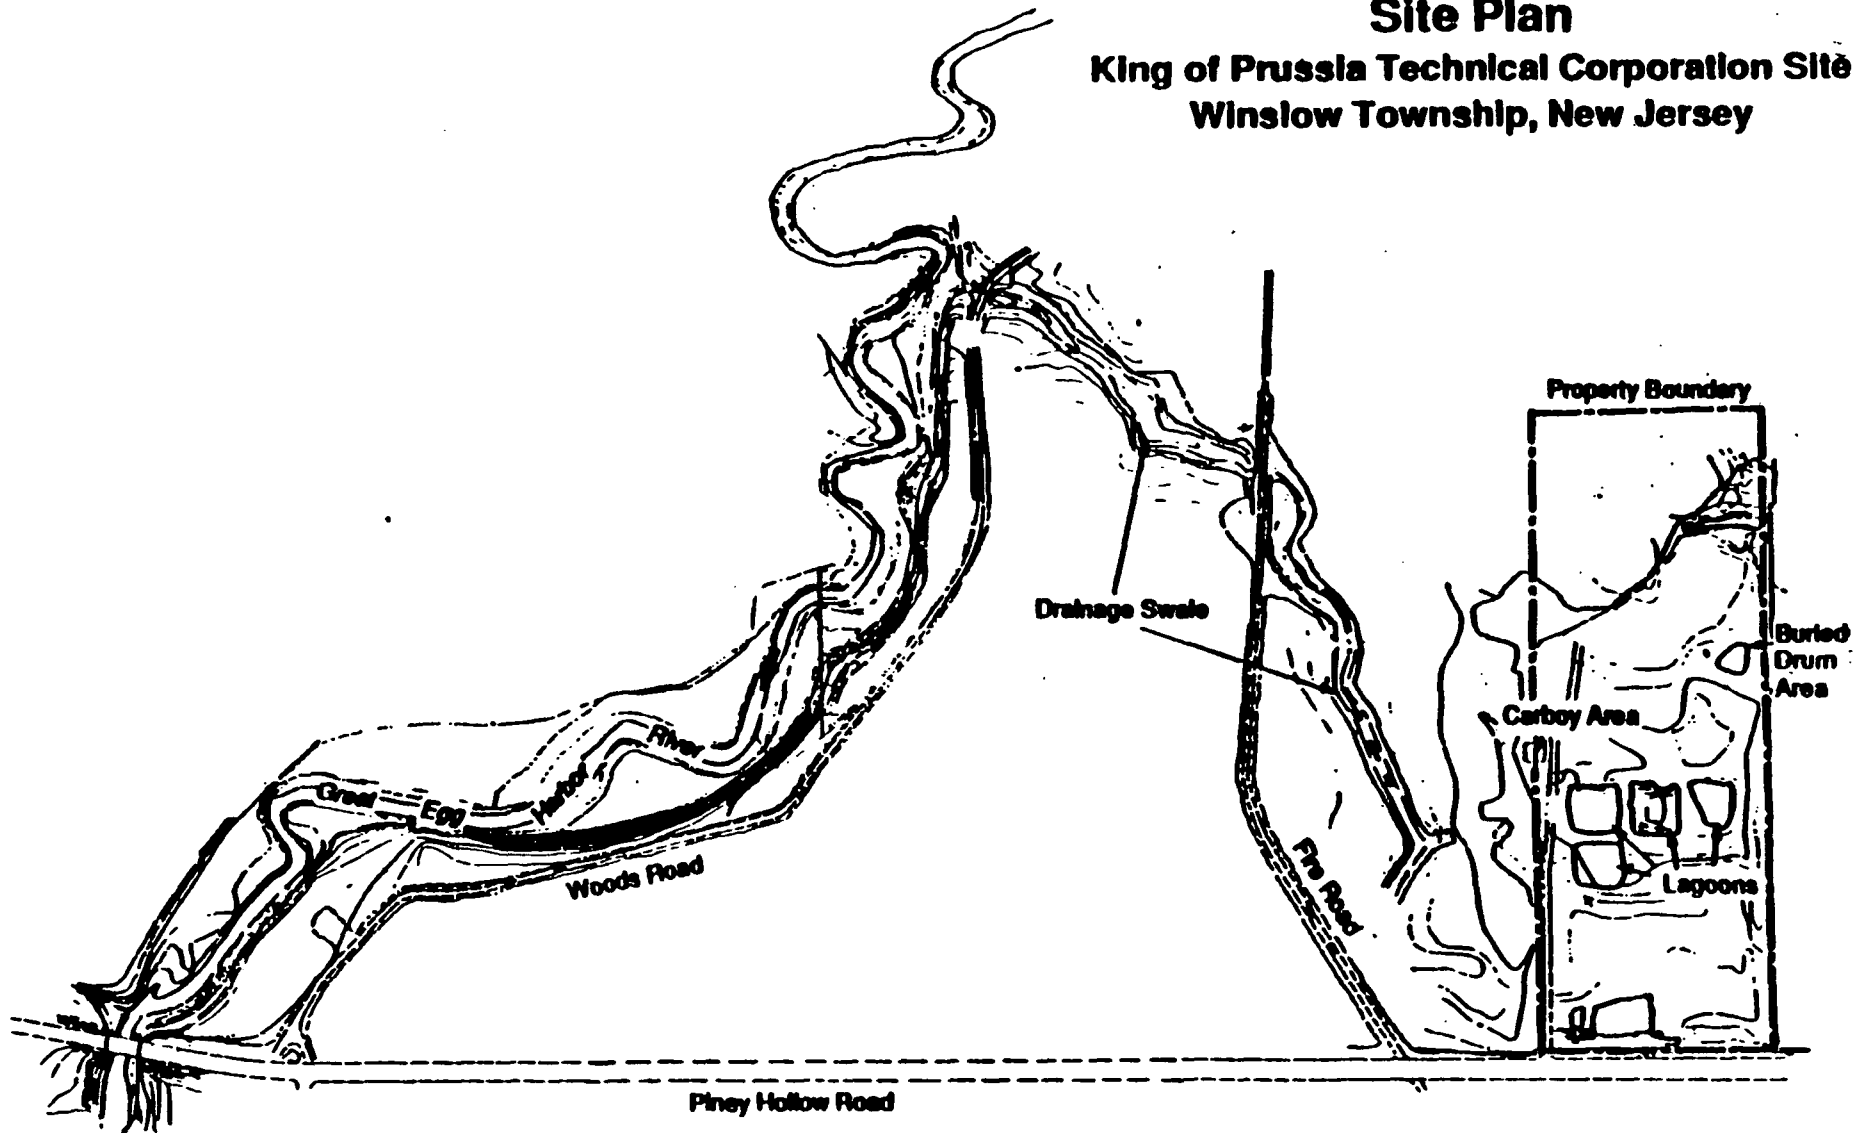 Site Plan
King of Prussia Technical Corporation Site
Winslow Township, New Jersey
Property Boundary
Drainage Swale
Buried
Drum
Area
Carboy Area
River
Harbor
Great
Egg
Lagoons
Woods Road
Fire Road
Piney Hollow Road